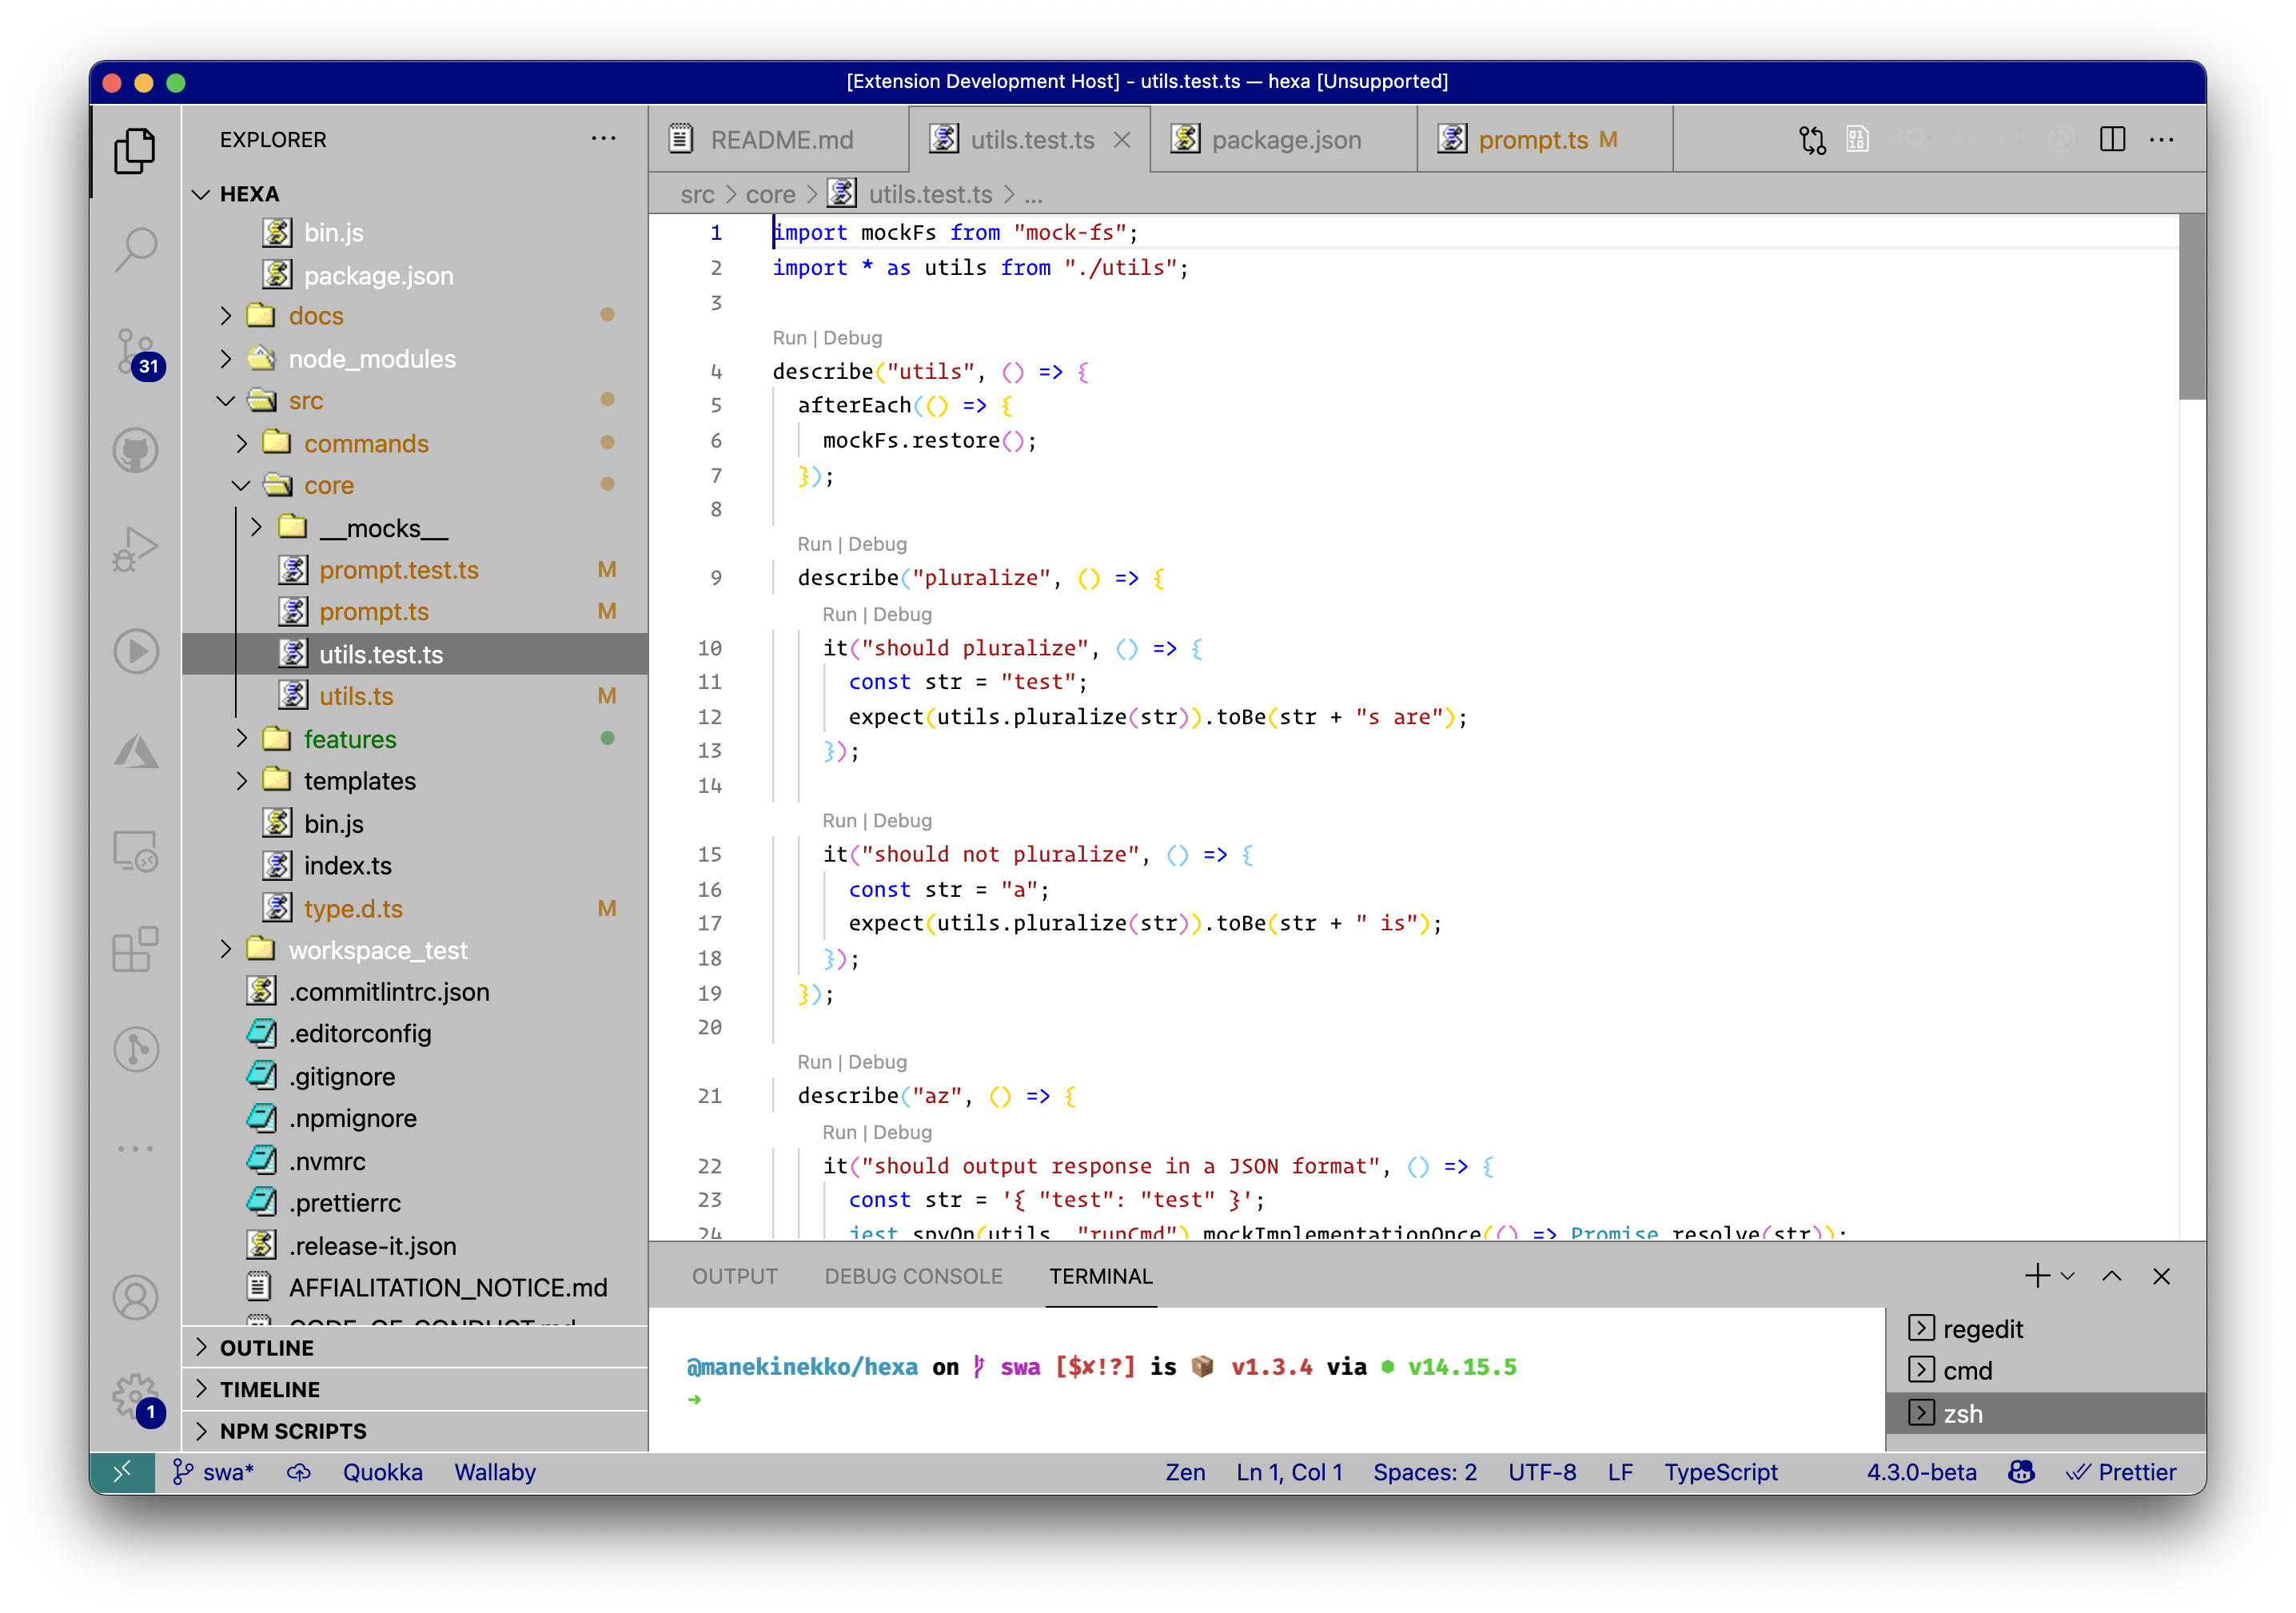 [Extension Development Host] - utils.test.ts — hexa [Unsupported]
EXPLORER
HEXA
bin.js
package.json
docs
node_modules
src
commands
core
__mocks__
prompt.test.ts M
prompt.ts M
utils.test.ts
utils.ts M
features
templates
bin.js
index.ts
type.d.ts M
workspace_test
.commitlintrc.json
.editorconfig
.gitignore
.npmignore
.nvmrc
.prettierrc
.release-it.json
AFFIALITATION_NOTICE.md
CODE_OF_CONDUCT.md
OUTLINE
TIMELINE
NPM SCRIPTS
31
1
README.md utils.test.ts package.json prompt.ts M
src > core > utils.test.ts > ...
1 import mockFs from "mock-fs";
2 import * as utils from "./utils";
3
Run | Debug
4 describe("utils", () => {
5 afterEach(() => {
6 mockFs.restore();
7 });
8
Run | Debug
9 describe("pluralize", () => {
Run | Debug
10 it("should pluralize", () => {
11 const str = "test";
12 expect(utils.pluralize(str)).toBe(str + "s are");
13 });
14
Run | Debug
15 it("should not pluralize", () => {
16 const str = "a";
17 expect(utils.pluralize(str)).toBe(str + " is");
18 });
19 });
20
Run | Debug
21 describe("az", () => {
Run | Debug
22 it("should output response in a JSON format", () => {
23 const str = '{ "test": "test" }';
24 jest.spyOn(utils, "runCmd").mockImplementationOnce(() => Promise.resolve(str));
OUTPUT DEBUG CONSOLE TERMINAL
@manekinekko/hexa on swa [$✘!?] is 📦 v1.3.4 via ⬢ v14.15.5
➜
regedit
cmd
zsh
swa* Quokka Wallaby Zen Ln 1, Col 1 Spaces: 2 UTF-8 LF TypeScript 4.3.0-beta Prettier